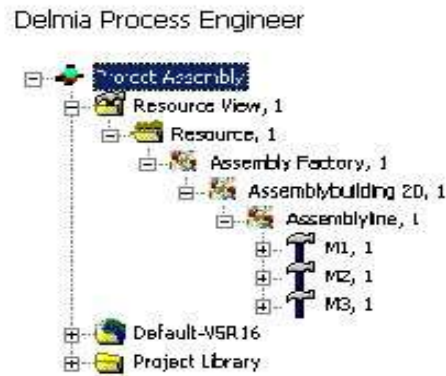 Delmia Process Engineer
Project Assembly
Resource View, 1
Resource, 1
Assembly Factory, 1
Assemblybuilding 2D, 1
Assemblyline, 1
M1, 1
M2, 1
M3, 1
Default-V5R16
Project Library